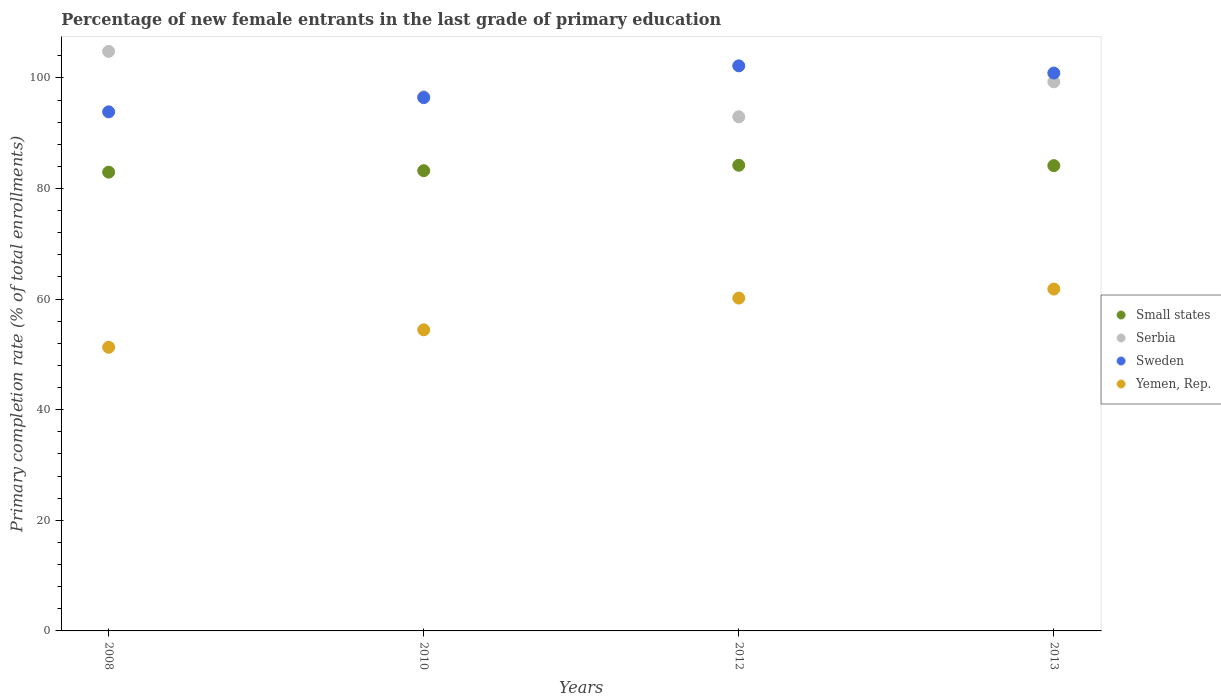 Percentage of new female entrants in the last grade of primary education
Primary completion rate (% of total enrollments)
100
80
60
40
20
0
2008
2010
2012
2013
Years
Small states
Serbia
Sweden
Yemen, Rep.